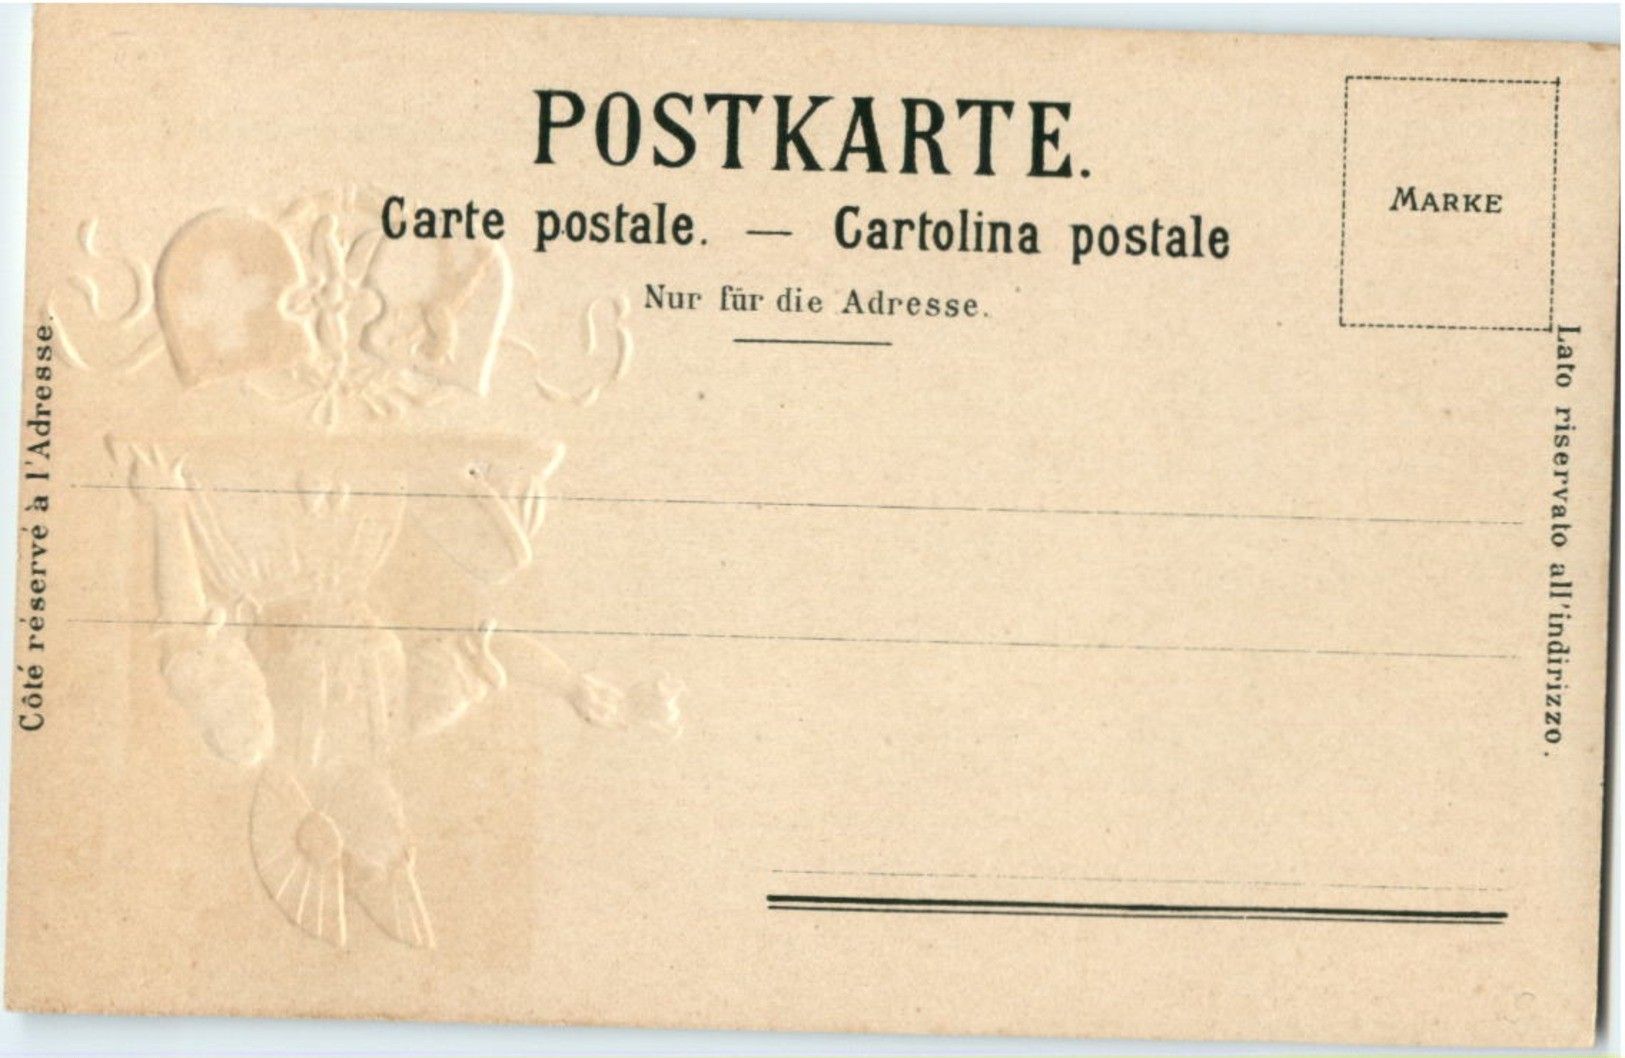 POSTKARTE.
Carte postale. — Cartolina postale
Nur für die Adresse.
MARKE
Côté réservé à l'Adresse.
Lato riservato all'indirizzo.